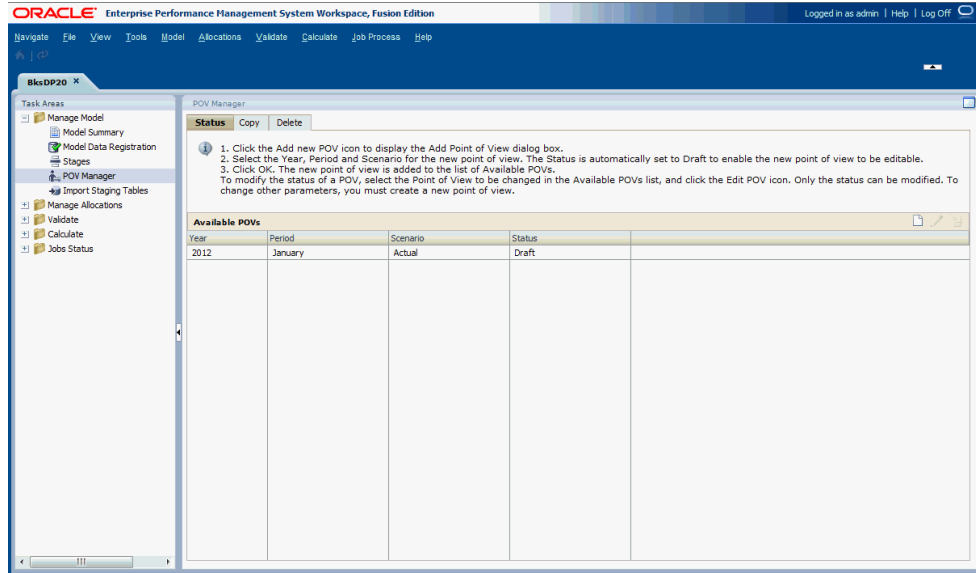 ORACLE Enterprise Performance Management System Workspace, Fusion Edition
Logged in as admin | Help | Log Off
Navigate File View Tools Model Allocations Validate Calculate Job Process Help
BksDP20 ×
Task Areas
Manage Model
Model Summary
Model Data Registration
Stages
POV Manager
Import Staging Tables
Manage Allocations
Validate
Calculate
Jobs Status
POV Manager
Status Copy Delete
1. Click the Add new POV icon to display the Add Point of View dialog box.
2. Select the Year, Period and Scenario for the new point of view. The Status is automatically set to Draft to enable the new point of view to be editable.
3. Click OK. The new point of view is added to the list of Available POVs.
To modify the status of a POV, select the Point of View to be changed in the Available POVs list, and click the Edit POV icon. Only the status can be modified. To
change other parameters, you must create a new point of view.
Available POVs
Year Period Scenario Status
2012 January Actual Draft